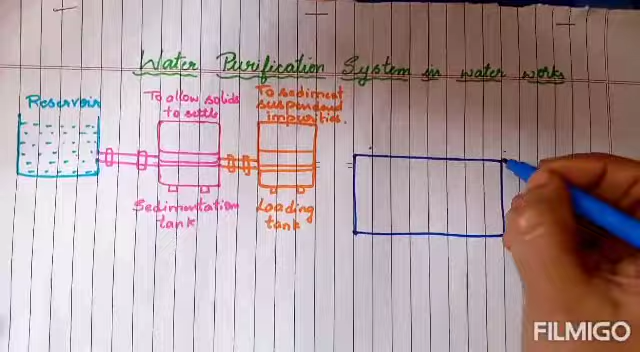 Water Purification System in water works
Reservoir
To allow solids
to settle
To sediment
suspended
impurities.
Sedimentation
tank
Loading
tank
FILMIGO